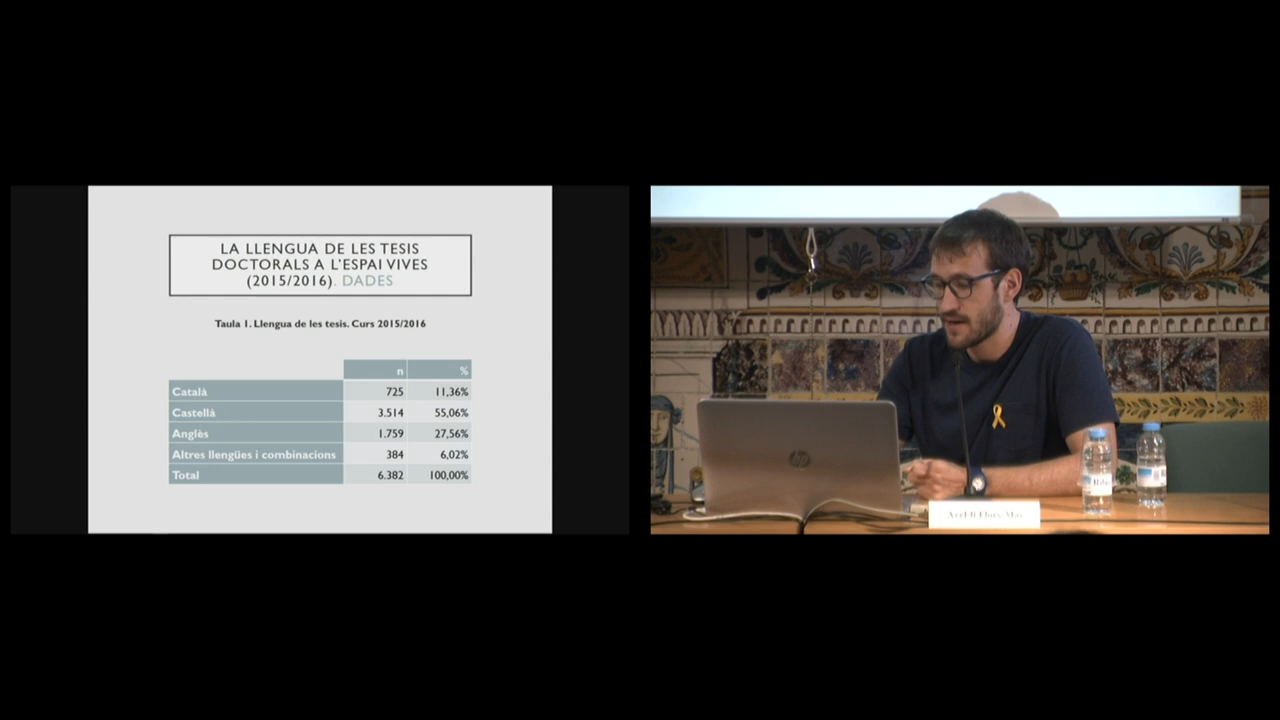 LA LLENGUA DE LES TESIS
DOCTORALS A L'ESPAI VIVES
(2015/2016). DADES
Taula 1. Llengua de les tesis. Curs 2015/2016
n %
Català 725 11,36%
Castellà 3.514 55,06%
Anglès 1.759 27,56%
Altres llengües i combinacions 384 6,02%
Total 6.382 100,00%
hp